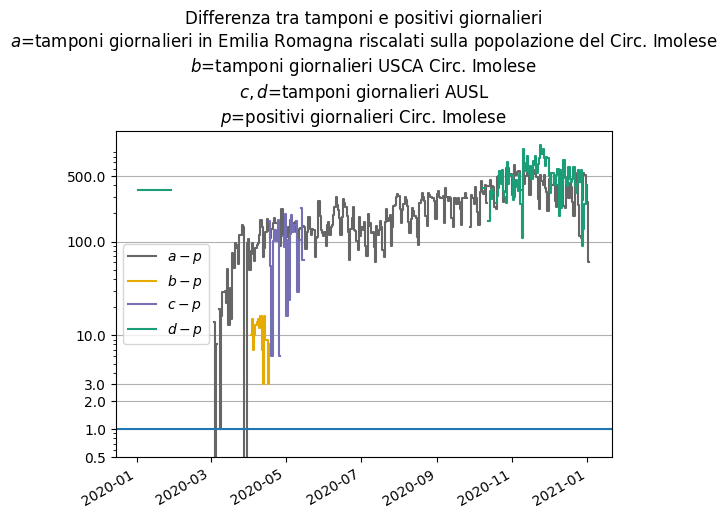 Differenza tra tamponi e positivi giornalieri
a=tamponi giornalieri in Emilia Romagna riscalati sulla popolazione del Circ. Imolese
b=tamponi giornalieri USCA Circ. Imolese
c, d=tamponi giornalieri AUSL
p=positivi giornalieri Circ. Imolese
500.0
100.0
10.0
3.0
2.0
1.0
0.5
a − p
b − p
c − p
d − p
2020-01
2020-03
2020-05
2020-07
2020-09
2020-11
2021-01